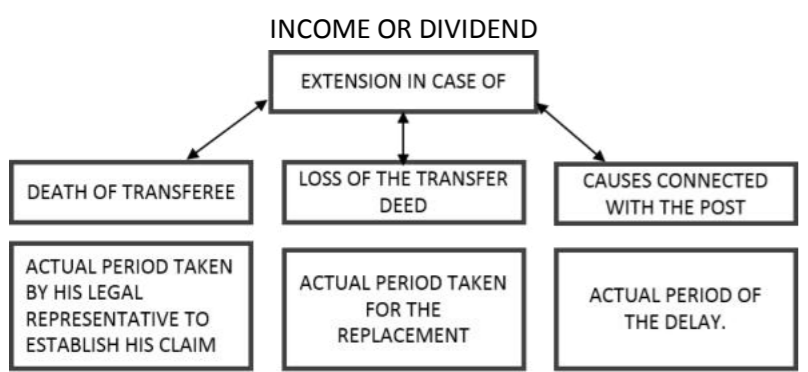 INCOME OR DIVIDEND
EXTENSION IN CASE OF
DEATH OF TRANSFEREE
LOSS OF THE TRANSFER
DEED
CAUSES CONNECTED
WITH THE POST
ACTUAL PERIOD TAKEN
BY HIS LEGAL
REPRESENTATIVE TO
ESTABLISH HIS CLAIM
ACTUAL PERIOD TAKEN
FOR THE
REPLACEMENT
ACTUAL PERIOD OF
THE DELAY.